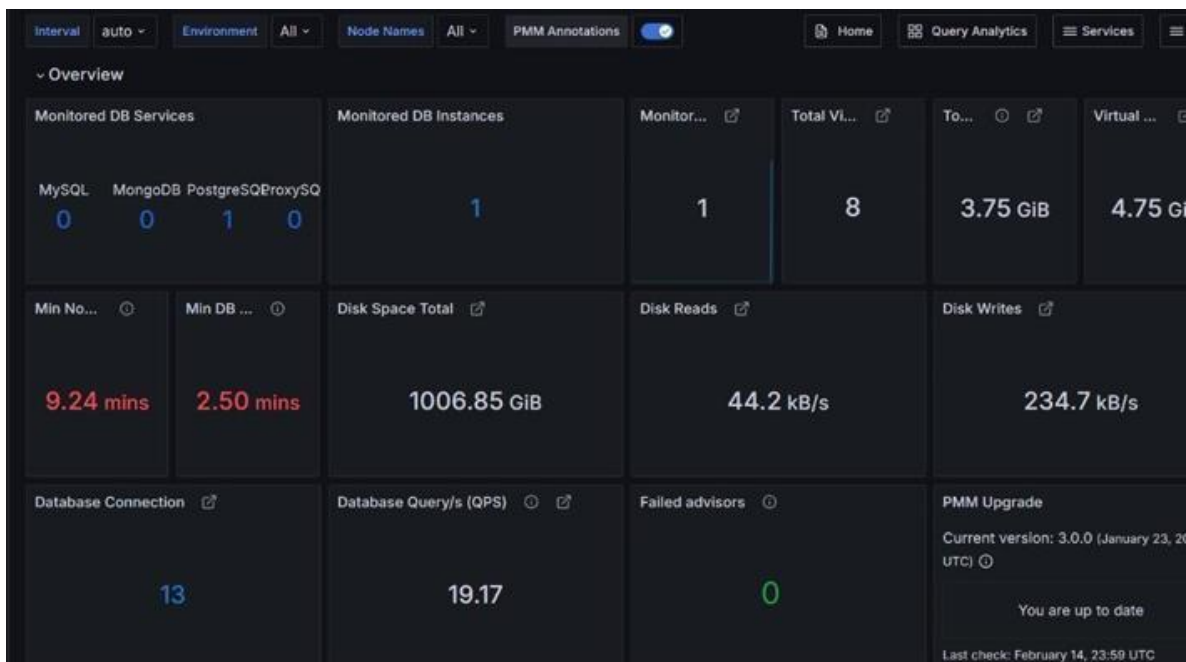 Interval auto Environment All Node Names All PMM Annotations Home Query Analytics Services
Overview
Monitored DB Services
MySQL MongoDB PostgreSQL ProxySQ
0 0 1 0
Monitored DB Instances
1
Monitor...
1
Total Vi...
8
To...
3.75 GiB
Virtual ...
4.75 Gi
Min No...
9.24 mins
Min DB ...
2.50 mins
Disk Space Total
1006.85 GiB
Disk Reads
44.2 kB/s
Disk Writes
234.7 kB/s
Database Connection
13
Database Query/s (QPS)
19.17
Failed advisors
0
PMM Upgrade
Current version: 3.0.0 (January 23, 20
UTC)
You are up to date
Last check: February 14, 23:59 UTC